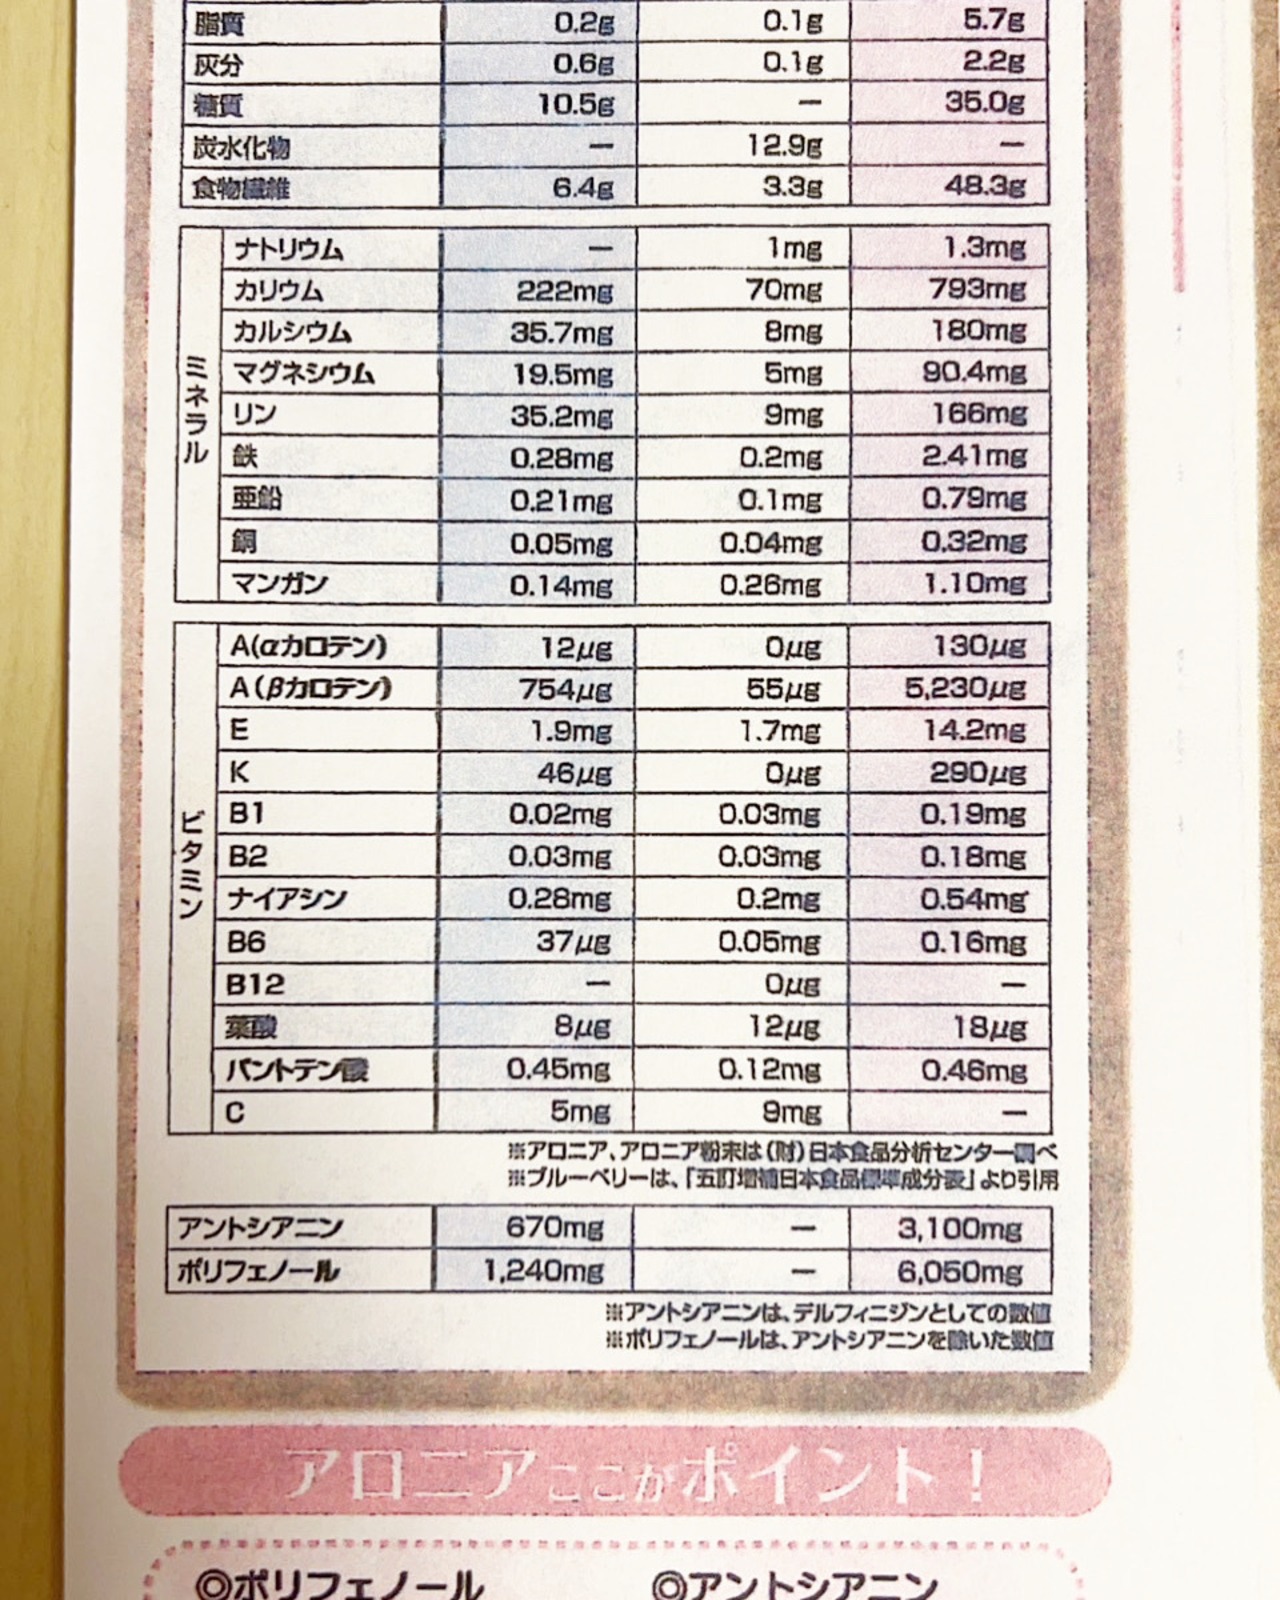 脂質 0.2g 0.1g 5.7g
灰分 0.6g 0.1g 2.2g
糖質 10.5g ー 35.0g
炭水化物 ー 12.9g ー
食物繊維 6.4g 3.3g 48.3g
ミネラル
ナトリウム ー 1mg 1.3mg
カリウム 222mg 70mg 793mg
カルシウム 35.7mg 8mg 180mg
マグネシウム 19.5mg 5mg 90.4mg
リン 35.2mg 9mg 166mg
鉄 0.28mg 0.2mg 2.41mg
亜鉛 0.21mg 0.1mg 0.79mg
銅 0.05mg 0.04mg 0.32mg
マンガン 0.14mg 0.26mg 1.10mg
ビタミン
A(αカロテン) 12μg 0μg 130μg
A(βカロテン) 754μg 55μg 5,230μg
E 1.9mg 1.7mg 14.2mg
K 46μg 0μg 290μg
B1 0.02mg 0.03mg 0.19mg
B2 0.03mg 0.03mg 0.18mg
ナイアシン 0.28mg 0.2mg 0.54mg
B6 37μg 0.05mg 0.16mg
B12 ー 0μg ー
葉酸 8μg 12μg 18μg
パントテン酸 0.45mg 0.12mg 0.46mg
C 5mg 9mg ー
※アロニア、アロニア粉末は(財)日本食品分析センター調べ
※ブルーベリーは、「五訂増補日本食品標準成分表」より引用
アントシアニン 670mg ー 3,100mg
ポリフェノール 1,240mg ー 6,050mg
※アントシアニンは、デルフィニジンとしての数値
※ポリフェノールは、アントシアニンを除いた数値
アロニアここがポイント!
◎ポリフェノール ◎アントシアニン